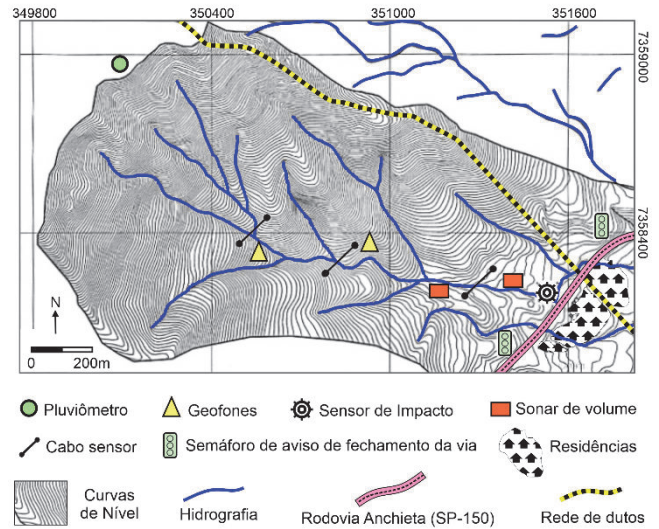 349800
350400
351000
351600
7359000
7358400
N
200m
Pluviômetro
Geofones
Sensor de Impacto
Sonar de volume
Cabo sensor
Semáforo de aviso de fechamento da via
Residências
Curvas
de Nível
Hidrografia
Rodovia Anchieta (SP-150)
Rede de dutos